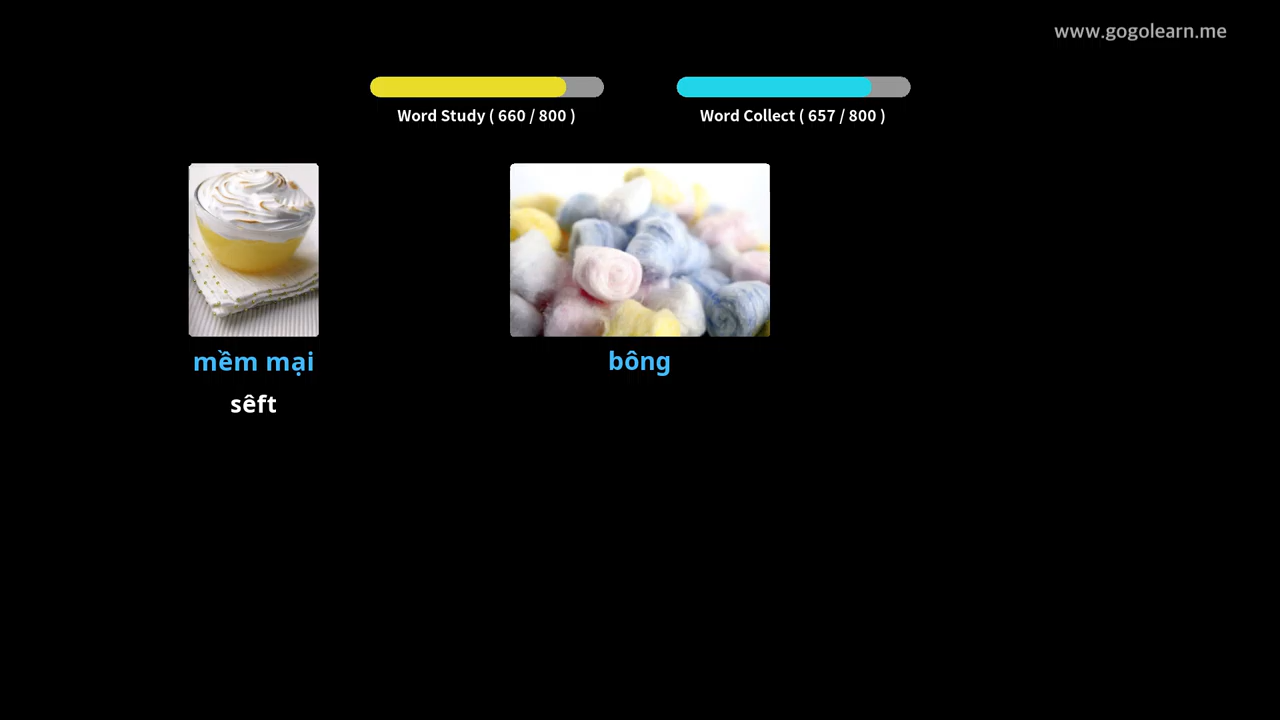 www.gogolearn.me
Word Study ( 660 / 800 )
Word Collect ( 657 / 800 )
mềm mại
bông
sêft